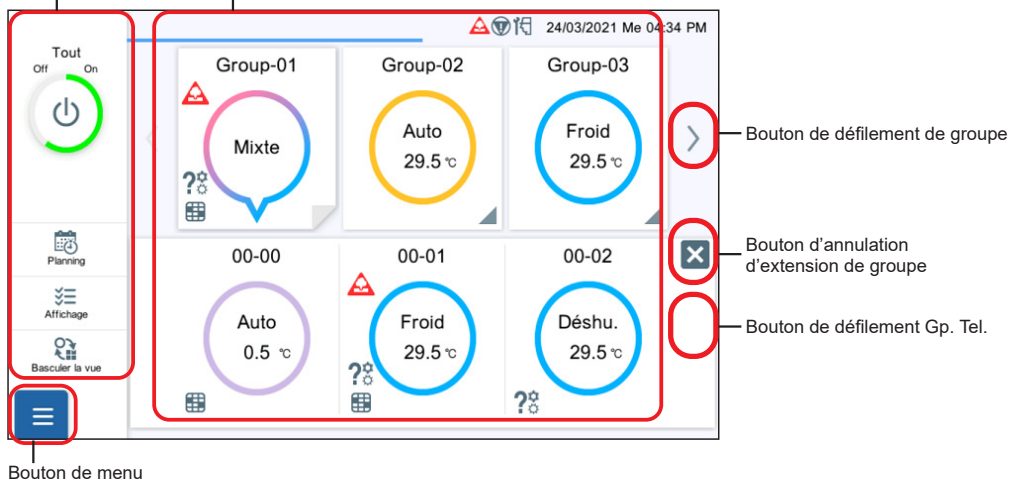 24/03/2021 Me 04:34 PM
Tout
Off On
Group-01
Group-02
Group-03
Mixte
Auto
29.5 °C
Froid
29.5 °C
Bouton de défilement de groupe
Planning
Affichage
Basculer la vue
00-00
00-01
00-02
Auto
0.5 °C
Froid
29.5 °C
Déshu.
29.5 °C
Bouton d'annulation
d'extension de groupe
Bouton de défilement Gp. Tel.
Bouton de menu